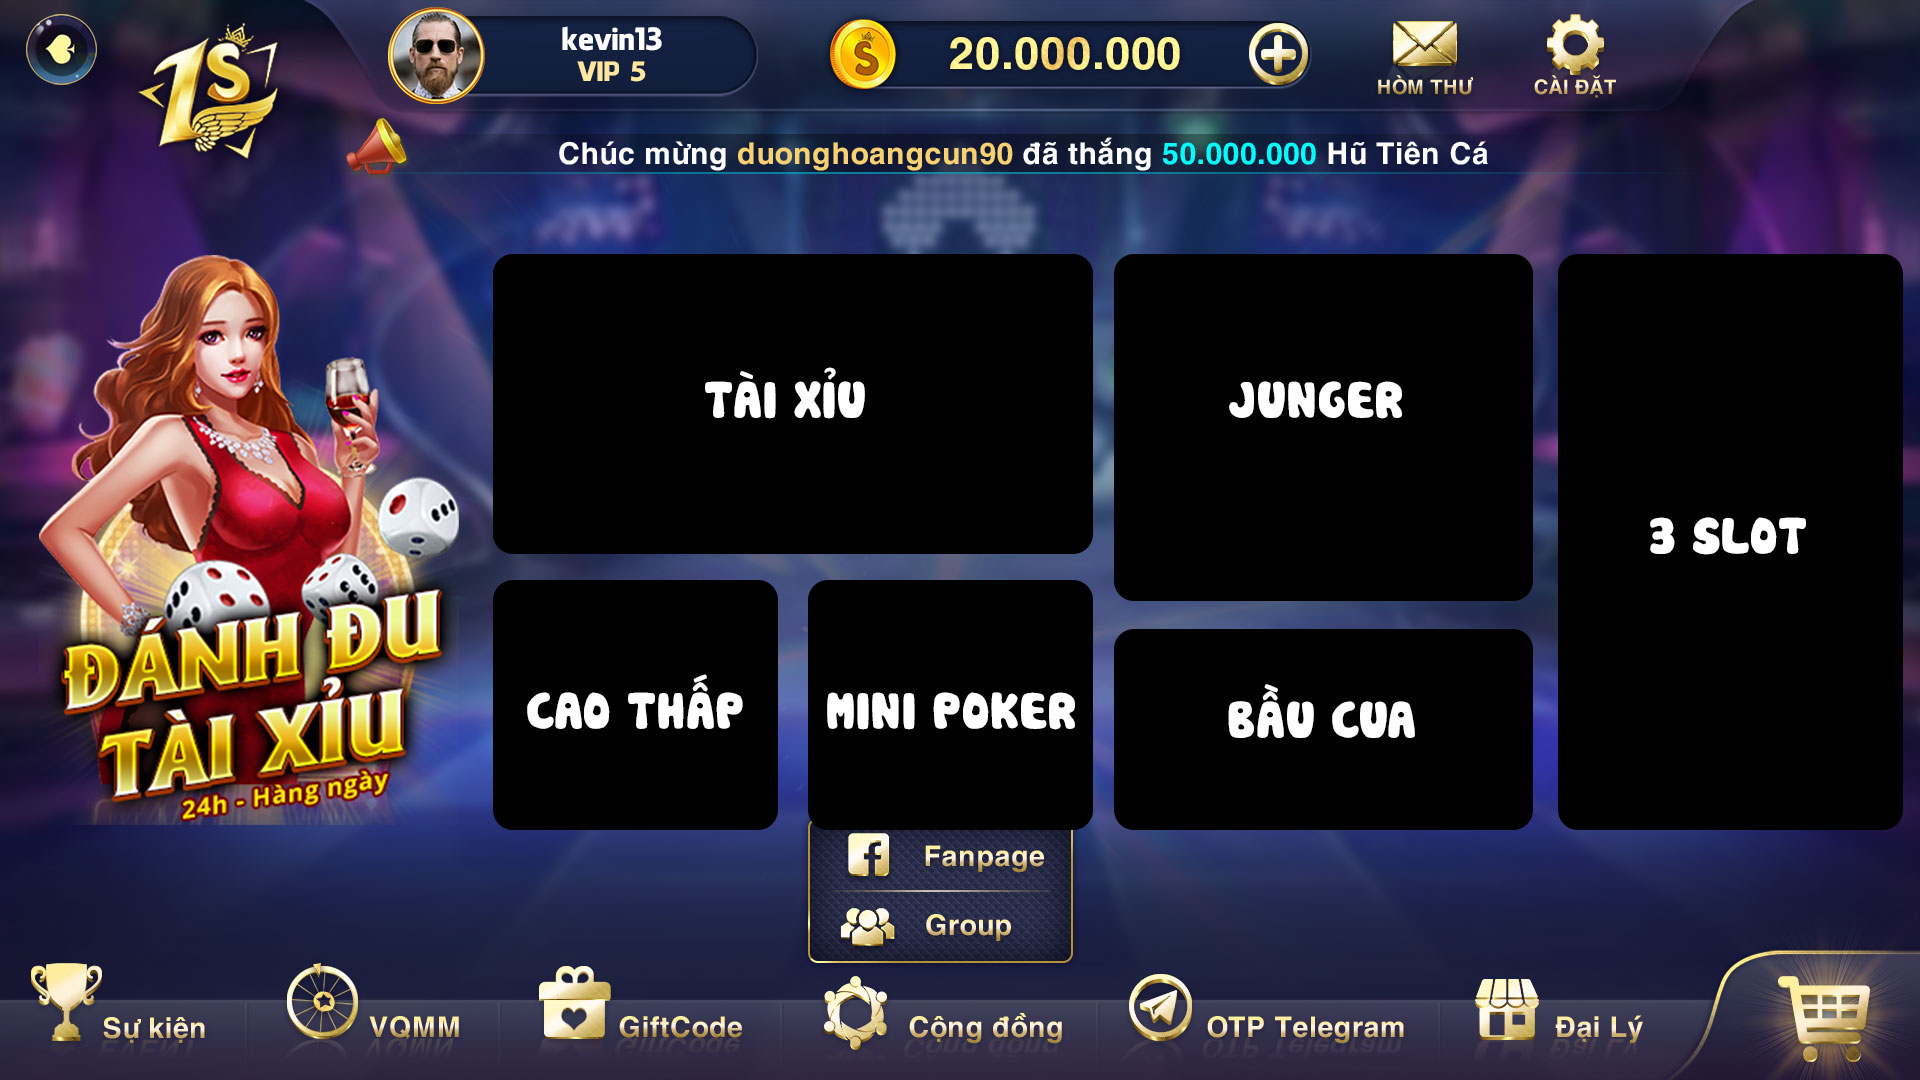 1S
kevin13
VIP 5
S
20.000.000
HÒM THƯ
CÀI ĐẶT
Chúc mừng duonghoangcun90 đã thắng 50.000.000 Hũ Tiên Cá
TÀI XỈU
JUNGER
3 SLOT
CAO THẤP
MINI POKER
BẦU CUA
ĐÁNH ĐU
TÀI XỈU
24h - Hàng ngày
Fanpage
Group
Sự kiện
VQMM
GiftCode
Cộng đồng
OTP Telegram
Đại Lý